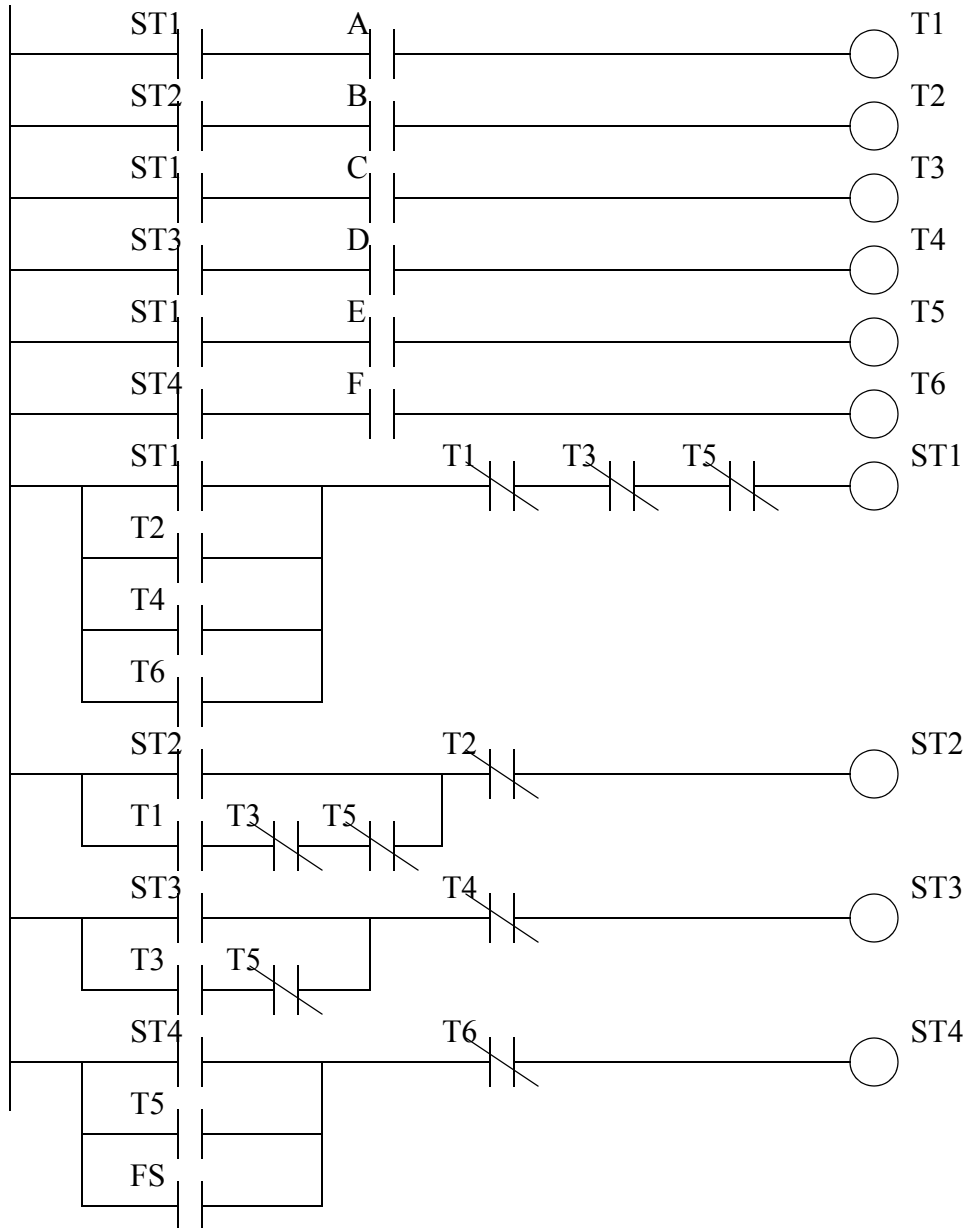 ST1 A T1
ST2 B T2
ST1 C T3
ST3 D T4
ST1 E T5
ST4 F T6
ST1 T1 T3 T5 ST1
T2
T4
T6
ST2 T2 ST2
T1 T3 T5
ST3 T4 ST3
T3 T5
ST4 T6 ST4
T5
FS